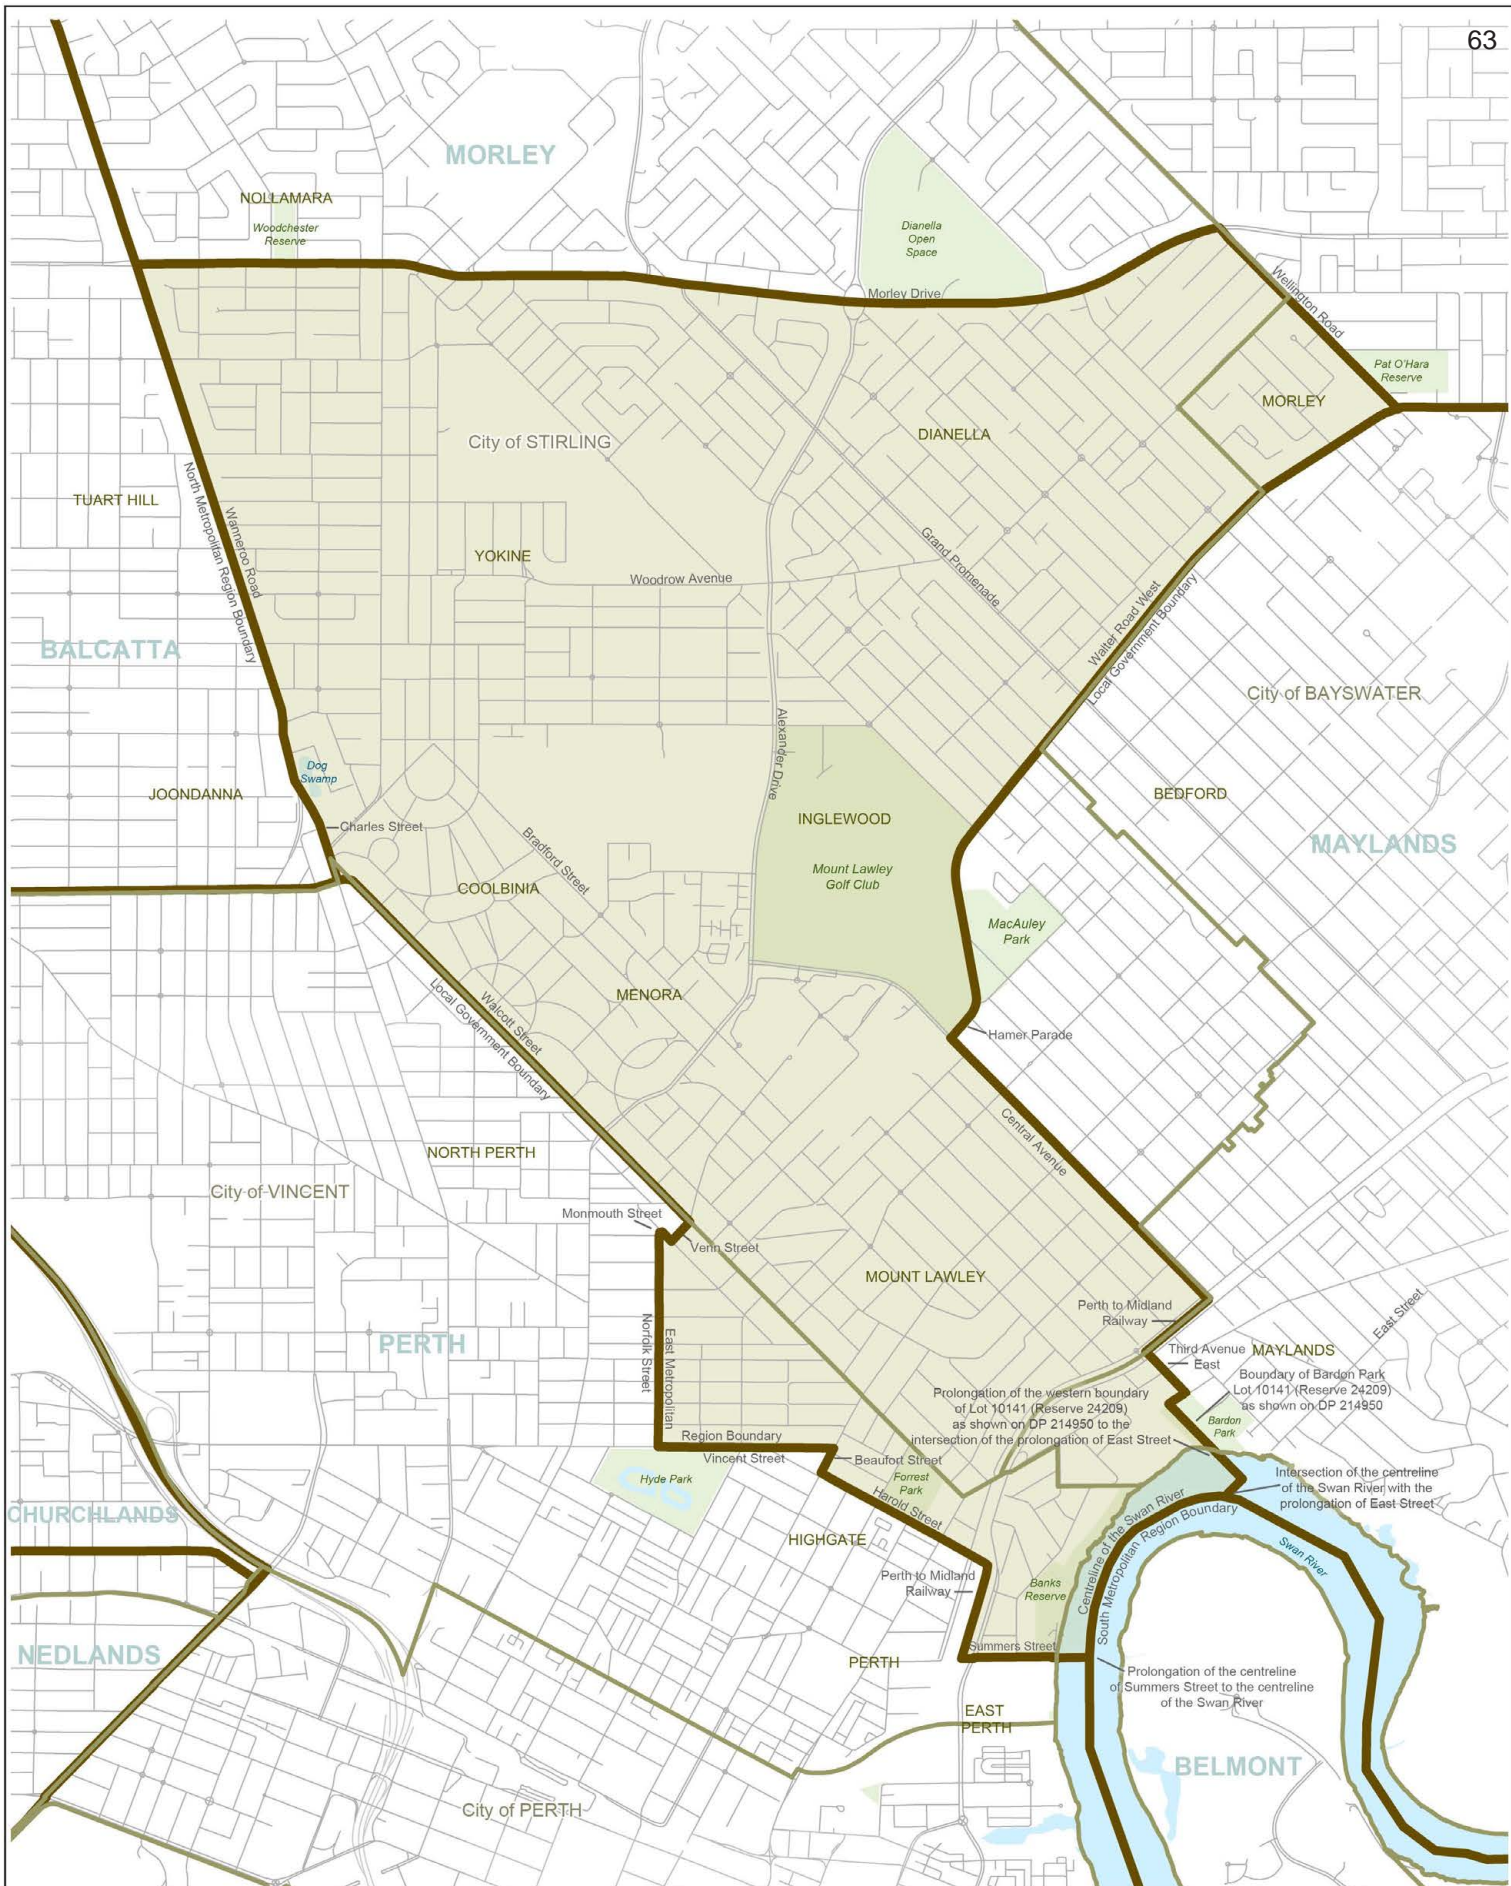 63
MORLEY
NOLLAMARA
Woodchester
Reserve
Dianella
Open
Space
Morley Drive
Wellington Road
Pat O'Hara
Reserve
MORLEY
DIANELLA
City of STIRLING
TUART HILL
North Metropolitan Region Boundary
Wanneroo Road
YOKINE
Woodrow Avenue
Grand Promenade
Walter Road West
Local Government Boundary
BALCATTA
City of BAYSWATER
Alexander Drive
Dog
Swamp
JOONDANNA
BEDFORD
INGLEWOOD
Charles Street
Bradford Street
MAYLANDS
Mount Lawley
Golf Club
COOLBINIA
MacAuley
Park
MENORA
Walcott Street
Local Government Boundary
Hamer Parade
Central Avenue
NORTH PERTH
City of VINCENT
Monmouth Street
Venn Street
MOUNT LAWLEY
Perth to Midland
Railway
East Street
PERTH
Norfolk Street
East Metropolitan
Region Boundary
Third Avenue
East
MAYLANDS
Boundary of Bardon Park
Lot 10141 (Reserve 24209)
as shown on DP 214950
Prolongation of the western boundary
of Lot 10141 (Reserve 24209)
as shown on DP 214950 to the
intersection of the prolongation of East Street
Bardon
Park
Vincent Street
Beaufort Street
Hyde Park
Forrest
Park
Harold Street
Intersection of the centreline
of the Swan River with the
prolongation of East Street
CHURCHLANDS
HIGHGATE
Centreline of the Swan River
South Metropolitan Region Boundary
Swan River
Perth to Midland
Railway
Banks
Reserve
NEDLANDS
Summers Street
PERTH
Prolongation of the centreline
of Summers Street to the centreline
of the Swan River
EAST
PERTH
BELMONT
City of PERTH